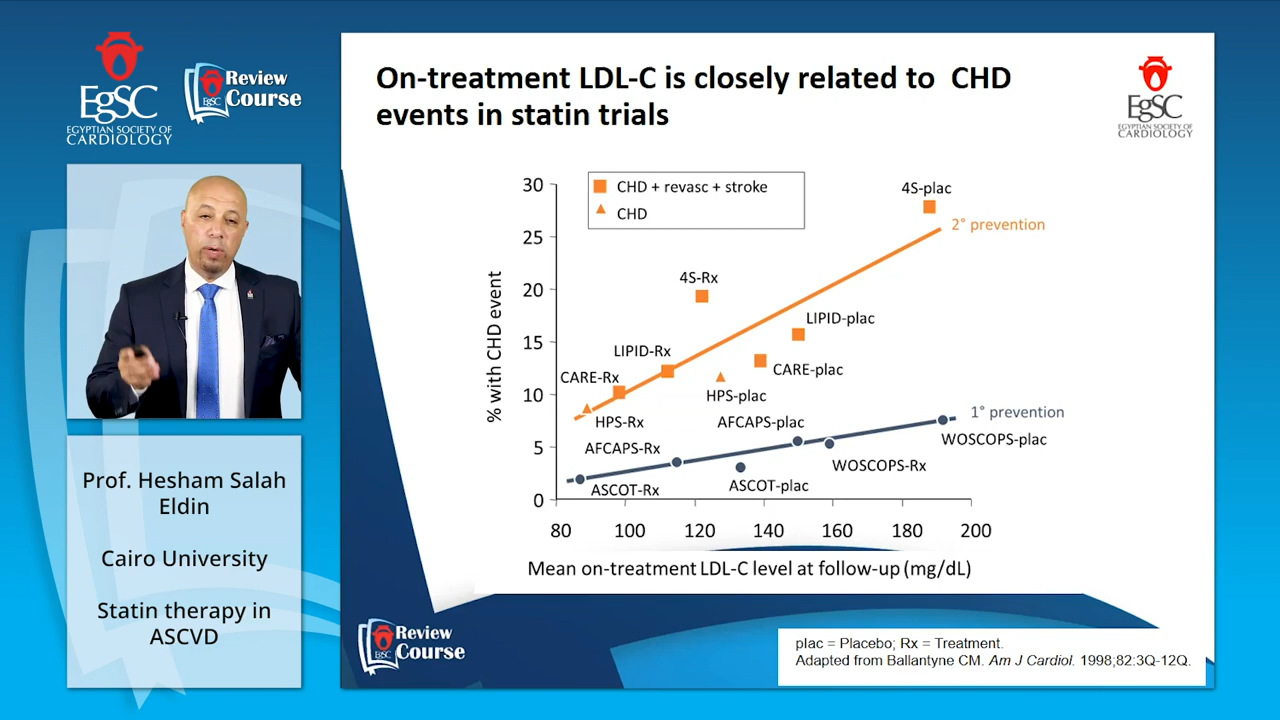 EgSC
EGYPTIAN SOCIETY OF
CARDIOLOGY
EgSC
Review
Course
Prof. Hesham Salah
Eldin
Cairo University
Statin therapy in
ASCVD
On-treatment LDL-C is closely related to CHD
events in statin trials
EgSC
EGYPTIAN SOCIETY OF
CARDIOLOGY
% with CHD event
30
25
20
15
10
5
0
CHD + revasc + stroke
CHD
4S-plac
2° prevention
4S-Rx
LIPID-plac
LIPID-Rx
CARE-Rx
CARE-plac
HPS-plac
HPS-Rx
AFCAPS-plac
1° prevention
AFCAPS-Rx
WOSCOPS-plac
WOSCOPS-Rx
ASCOT-Rx
ASCOT-plac
80 100 120 140 160 180 200
Mean on-treatment LDL-C level at follow-up (mg/dL)
EgSC
Review
Course
plac = Placebo; Rx = Treatment.
Adapted from Ballantyne CM. Am J Cardiol. 1998;82:3Q-12Q.